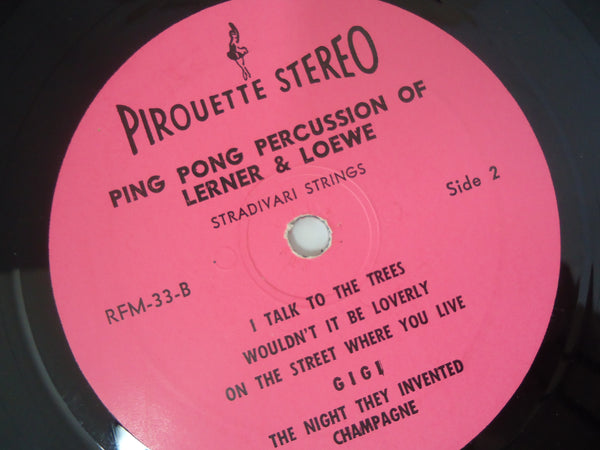 PIROUETTE STEREO
PING PONG PERCUSSION OF
LERNER & LOEWE
STRADIVARI STRINGS
Side 2
RFM-33-B
I TALK TO THE TREES
WOULDN'T IT BE LOVERLY
ON THE STREET WHERE YOU LIVE
GIGI
THE NIGHT THEY INVENTED
CHAMPAGNE